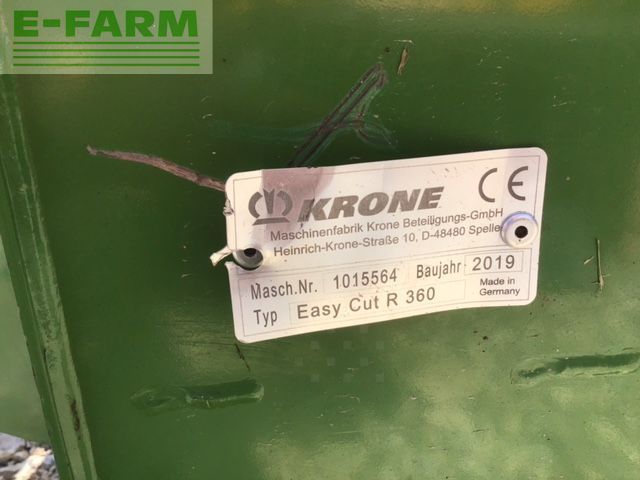 E-FARM
KRONE CE
Maschinenfabrik Krone Beteiligungs-GmbH
Heinrich-Krone-Straße 10, D-48480 Spelle
Masch.Nr. 1015564 Baujahr 2019
Typ Easy Cut R 360
Made in
Germany